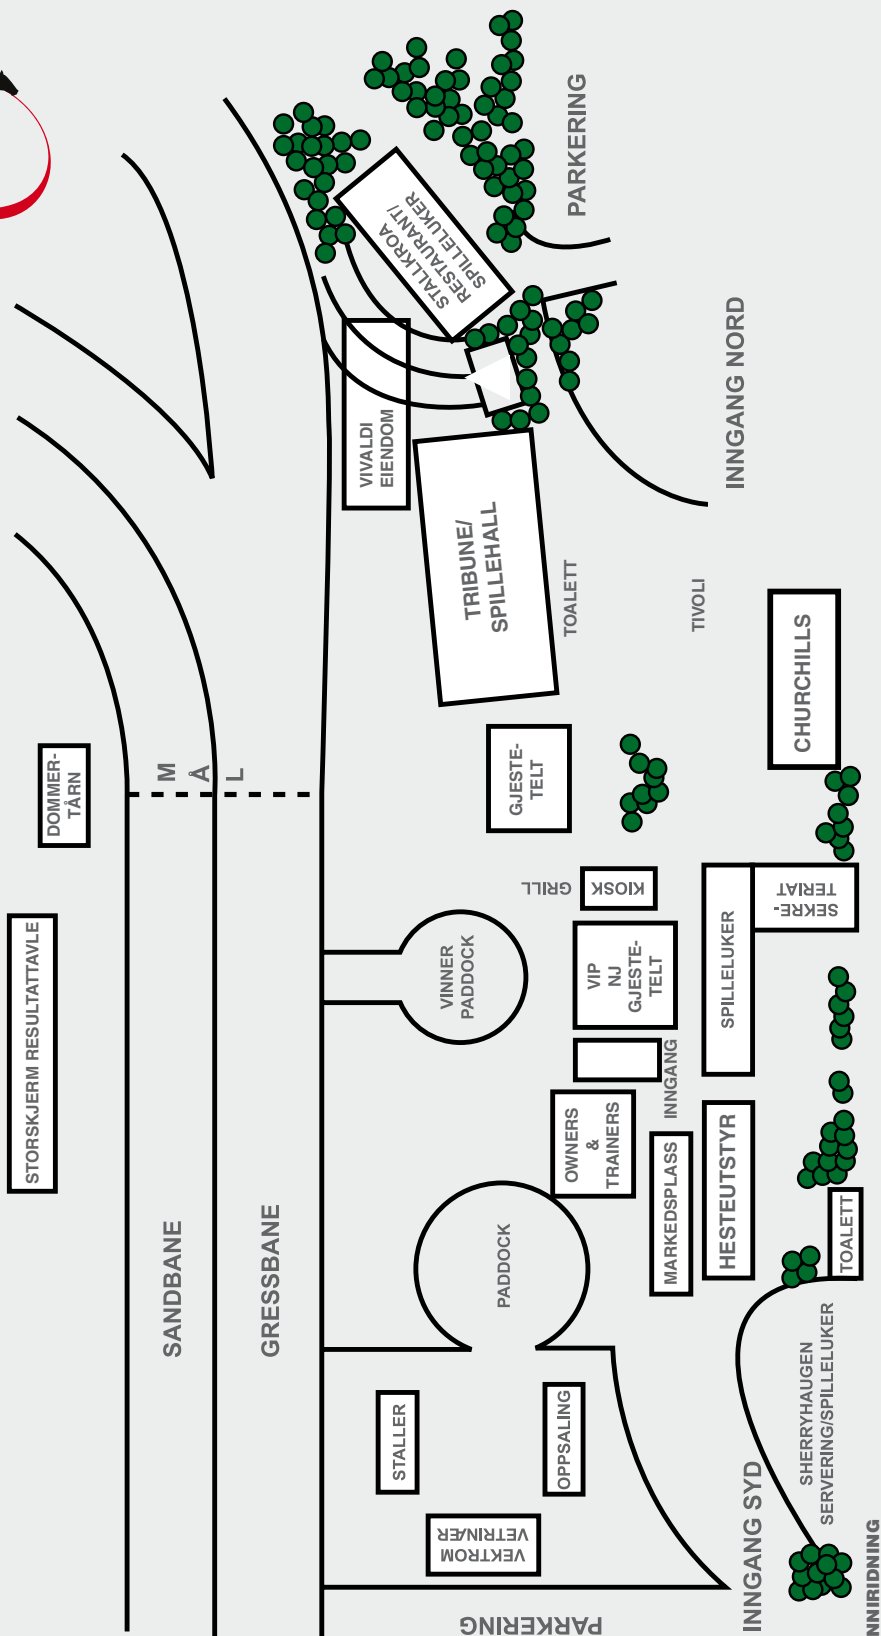 STORSKJERM RESULTATTAVLE
DOMMER-
TÅRN
MÅL
SANDBANE
GRESSBANE
VIVALDI
EIENDOM
STALLKROA
RESTAURANT/
SPILLELUKER
PARKERING
INNGANG NORD
TRIBUNE/
SPILLEHALL
TOALETT
TIVOLI
CHURCHILLS
GJESTE-
TELT
GRILL
KIOSK
VINNER
PADDOCK
VIP
NJ
GJESTE-
TELT
SPILLELUKER
SEKRE-
TERIAT
INNGANG
OWNERS
&
TRAINERS
MARKEDSPLASS
HESTEUTSTYR
TOALETT
PADDOCK
STALLER
OPPSALING
VEKTROM
VETRINÆR
SHERRYHAUGEN
SERVERING/SPILLELUKER
INNGANG SYD
PARKERING
NNIRIDNING